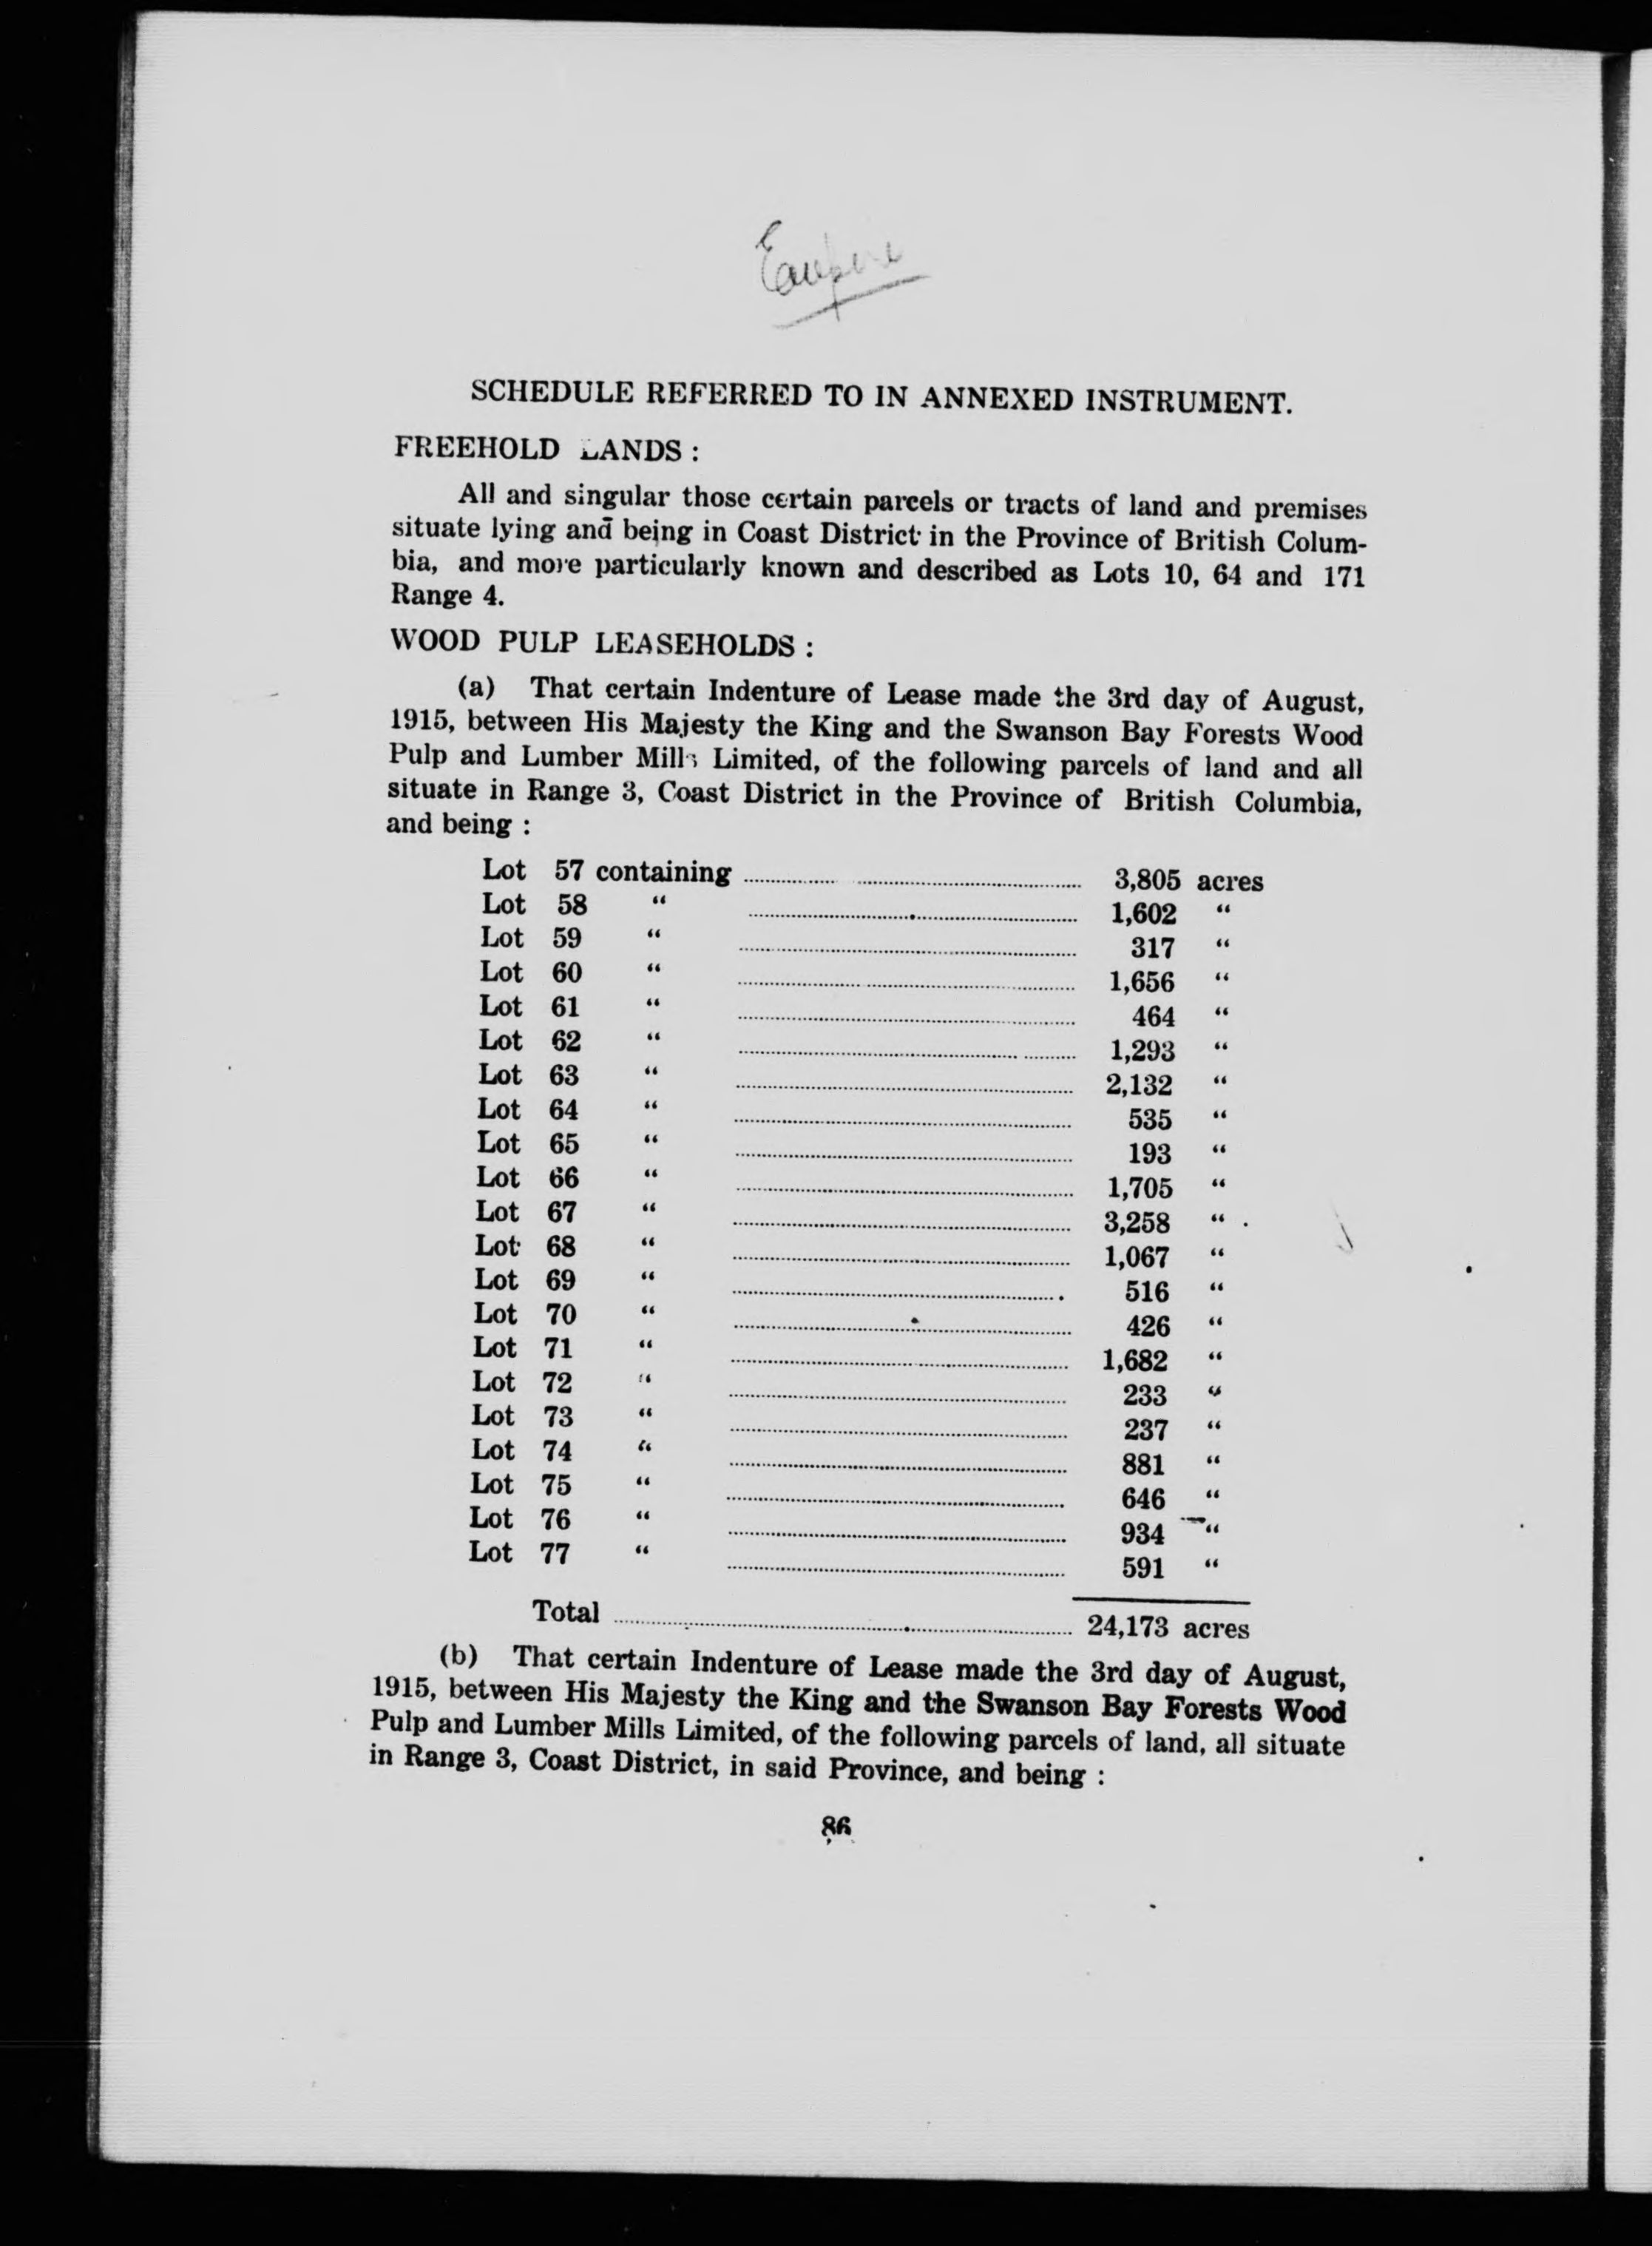 SCHEDULE REFERRED TO IN ANNEXED INSTRUMENT.
FREEHOLD LANDS :
All and singular those certain parcels or tracts of land and premises
situate lying and being in Coast District in the Province of British Colum-
bia, and more particularly known and described as Lots 10, 64 and 171
Range 4.
WOOD PULP LEASEHOLDS :
(a) That certain Indenture of Lease made the 3rd day of August,
1915, between His Majesty the King and the Swanson Bay Forests Wood
Pulp and Lumber Mills Limited, of the following parcels of land and all
situate in Range 3, Coast District in the Province of British Columbia,
and being :
Lot 57 containing ........ 3,805 acres
Lot 58 “ ........ 1,602 “
Lot 59 “ ........ 317 “
Lot 60 “ ........ 1,656 “
Lot 61 “ ........ 464 “
Lot 62 “ ........ 1,293 “
Lot 63 “ ........ 2,132 “
Lot 64 “ ........ 535 “
Lot 65 “ ........ 193 “
Lot 66 “ ........ 1,705 “
Lot 67 “ ........ 3,258 “
Lot 68 “ ........ 1,067 “
Lot 69 “ ........ 516 “
Lot 70 “ ........ 426 “
Lot 71 “ ........ 1,682 “
Lot 72 “ ........ 233 “
Lot 73 “ ........ 237 “
Lot 74 “ ........ 881 “
Lot 75 “ ........ 646 “
Lot 76 “ ........ 934 “
Lot 77 “ ........ 591 “
Total ........ 24,173 acres
(b) That certain Indenture of Lease made the 3rd day of August,
1915, between His Majesty the King and the Swanson Bay Forests Wood
Pulp and Lumber Mills Limited, of the following parcels of land, all situate
in Range 3, Coast District, in said Province, and being :
86